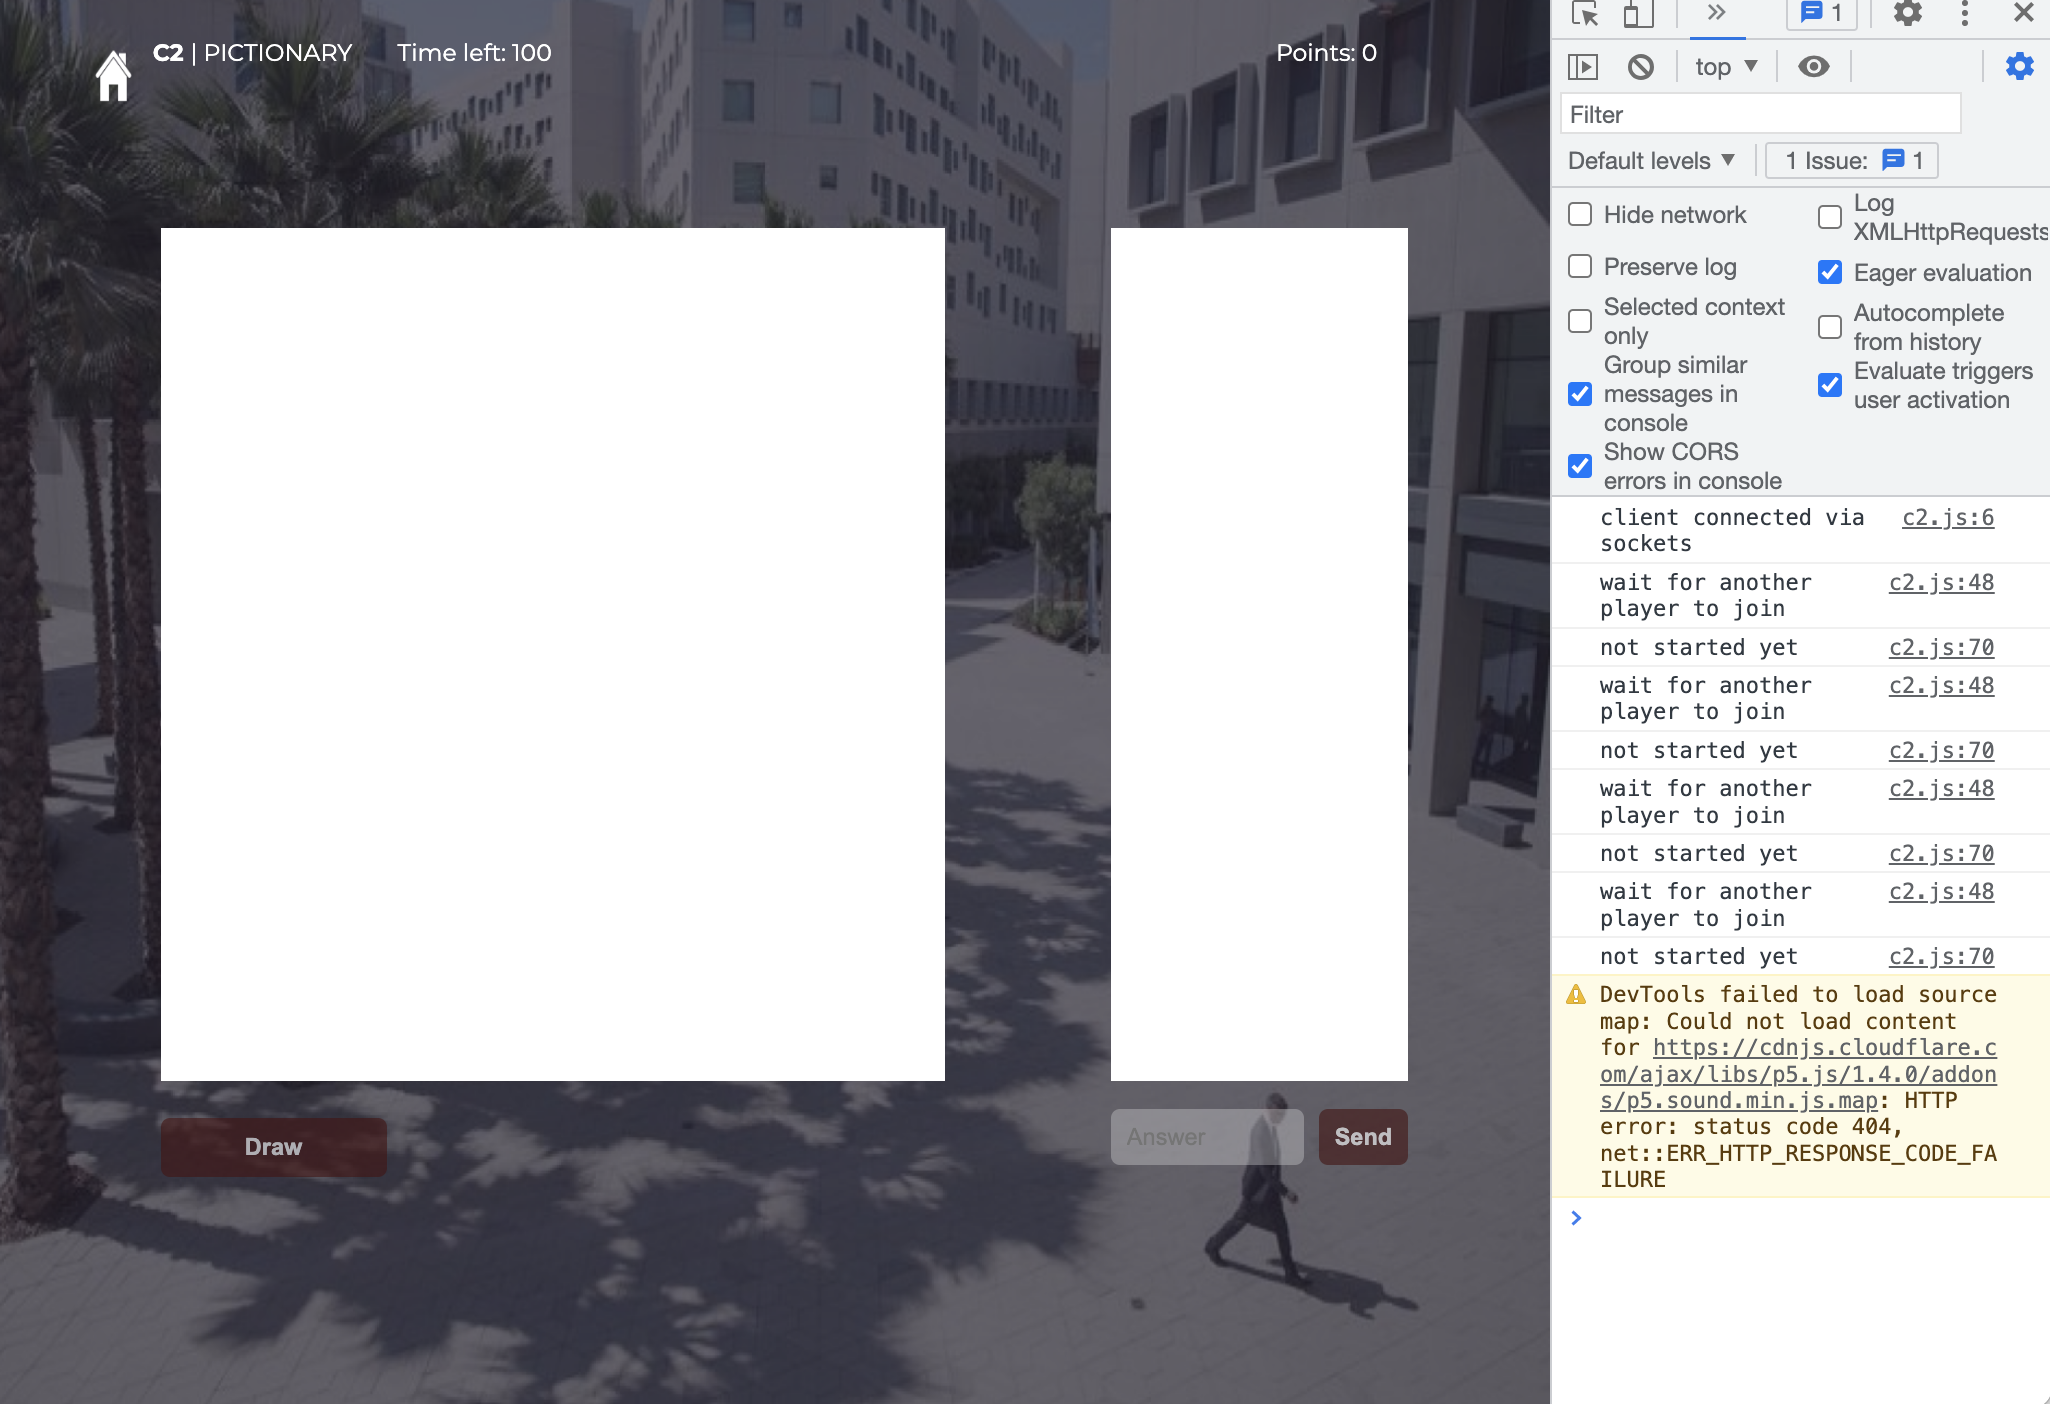 C2 | PICTIONARY
Time left: 100
Points: 0
Draw
Answer
Send
1
top ▼
Filter
Default levels ▼
1 Issue: 1
Hide network
Log
XMLHttpRequests
Preserve log
Eager evaluation
Selected context
only
Autocomplete
from history
Group similar
messages in
console
Evaluate triggers
user activation
Show CORS
errors in console
client connected via c2.js:6
sockets
wait for another c2.js:48
player to join
not started yet c2.js:70
wait for another c2.js:48
player to join
not started yet c2.js:70
wait for another c2.js:48
player to join
not started yet c2.js:70
wait for another c2.js:48
player to join
not started yet c2.js:70
DevTools failed to load source
map: Could not load content
for https://cdnjs.cloudflare.c
om/ajax/libs/p5.js/1.4.0/addon
s/p5.sound.min.js.map: HTTP
error: status code 404,
net::ERR_HTTP_RESPONSE_CODE_FA
ILURE